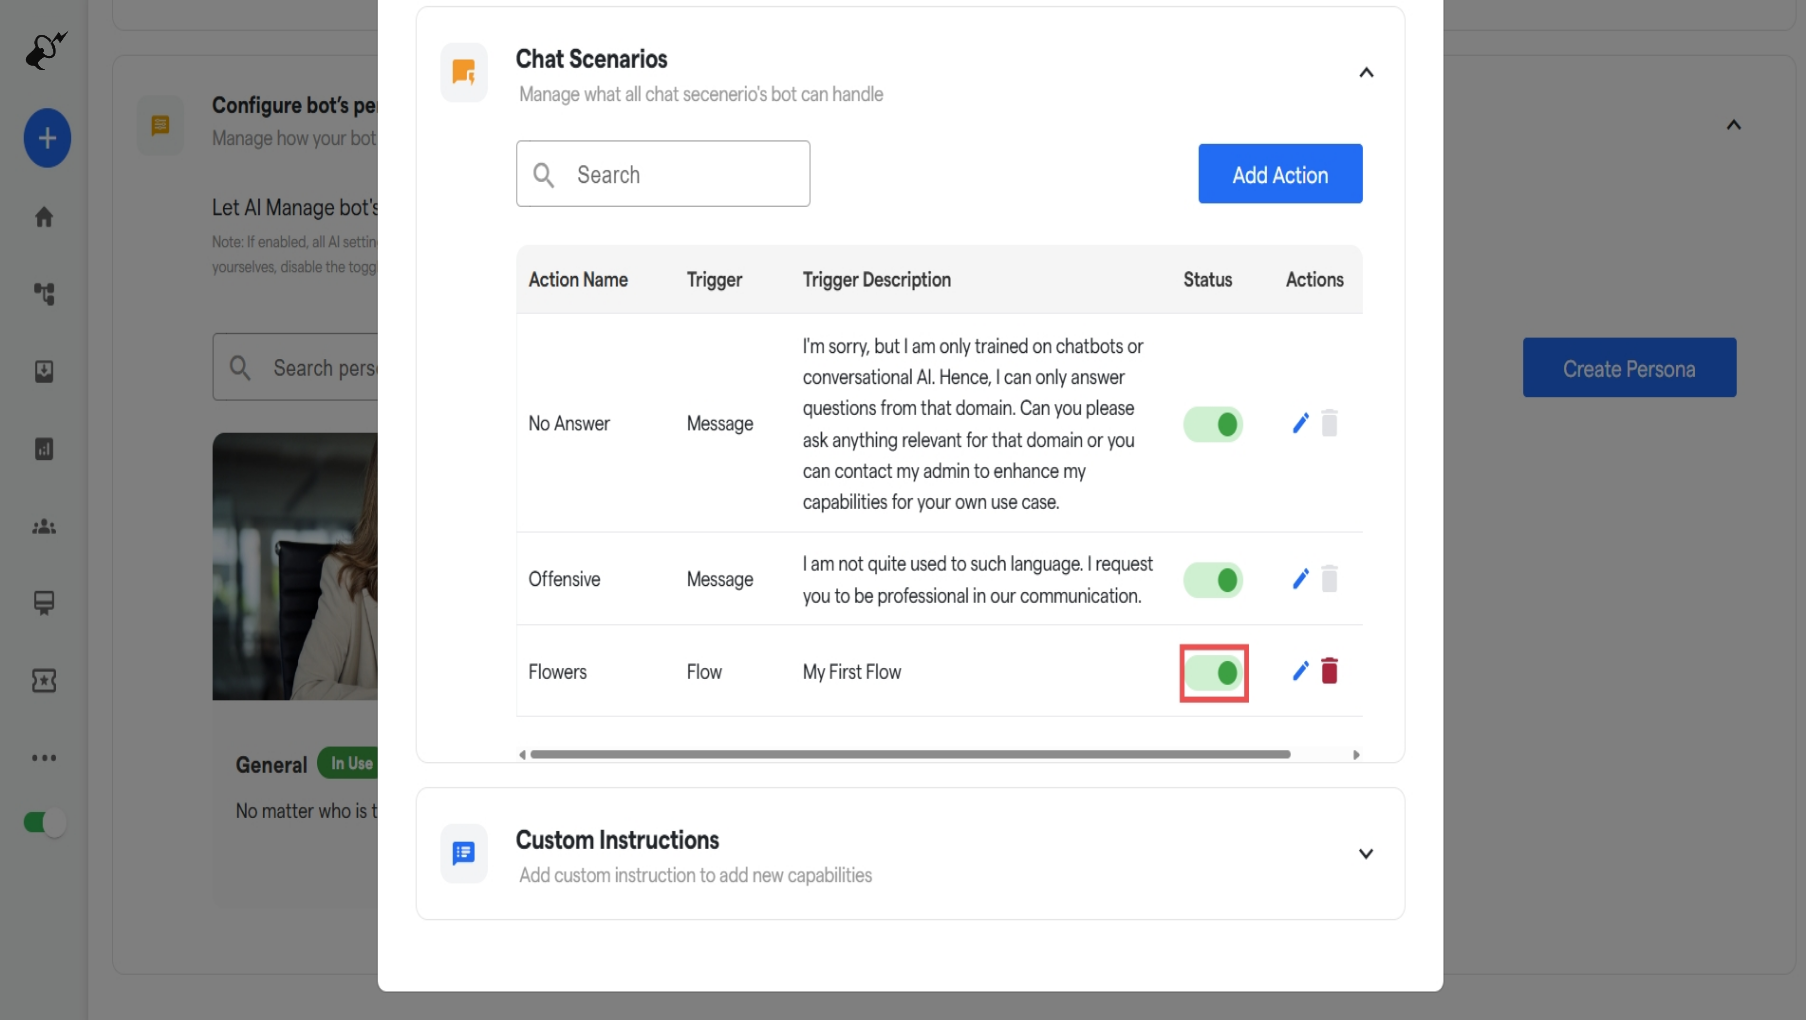 Chat Scenarios
Manage what all chat secenerio's bot can handle
Search
Add Action
Action Name Trigger Trigger Description Status Actions
No Answer
Message
I'm sorry, but I am only trained on chatbots or
conversational AI. Hence, I can only answer
questions from that domain. Can you please
ask anything relevant for that domain or you
can contact my admin to enhance my
capabilities for your own use case.
Offensive
Message
I am not quite used to such language. I request
you to be professional in our communication.
Flowers Flow My First Flow
Custom Instructions
Add custom instruction to add new capabilities
Configure bot's
Manage how your bot
Let AI Manage bot's
Note: If enabled, all AI
yourselves, disable the
Search
Create Persona
General In Use
No matter who is